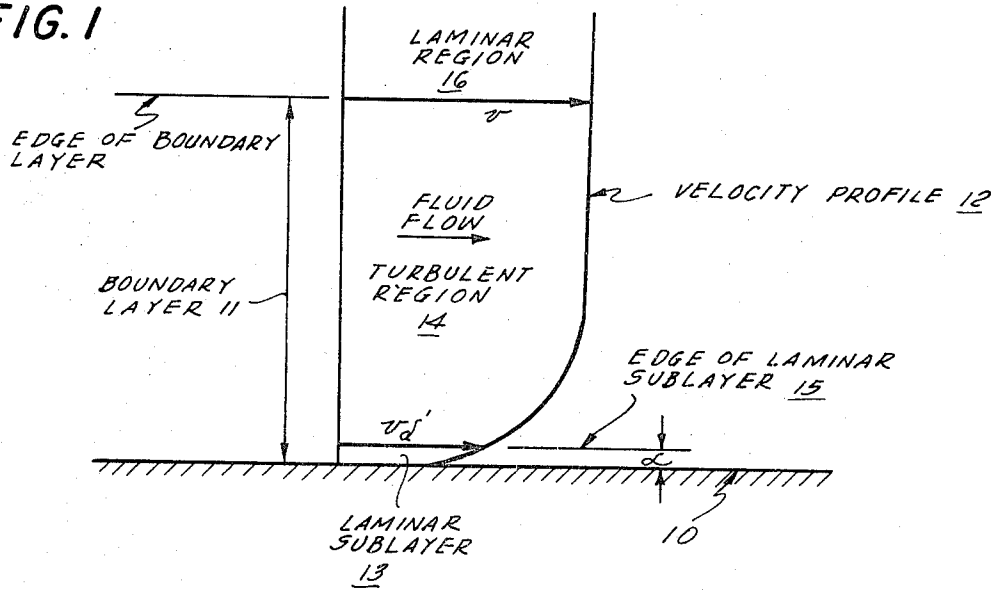 FIG. 1
LAMINAR
REGION
16
v
EDGE OF BOUNDARY
LAYER
VELOCITY PROFILE 12
FLUID
FLOW
TURBULENT
REGION
14
BOUNDARY
LAYER 11
EDGE OF LAMINAR
SUBLAYER 15
α
10
LAMINAR
SUBLAYER
13